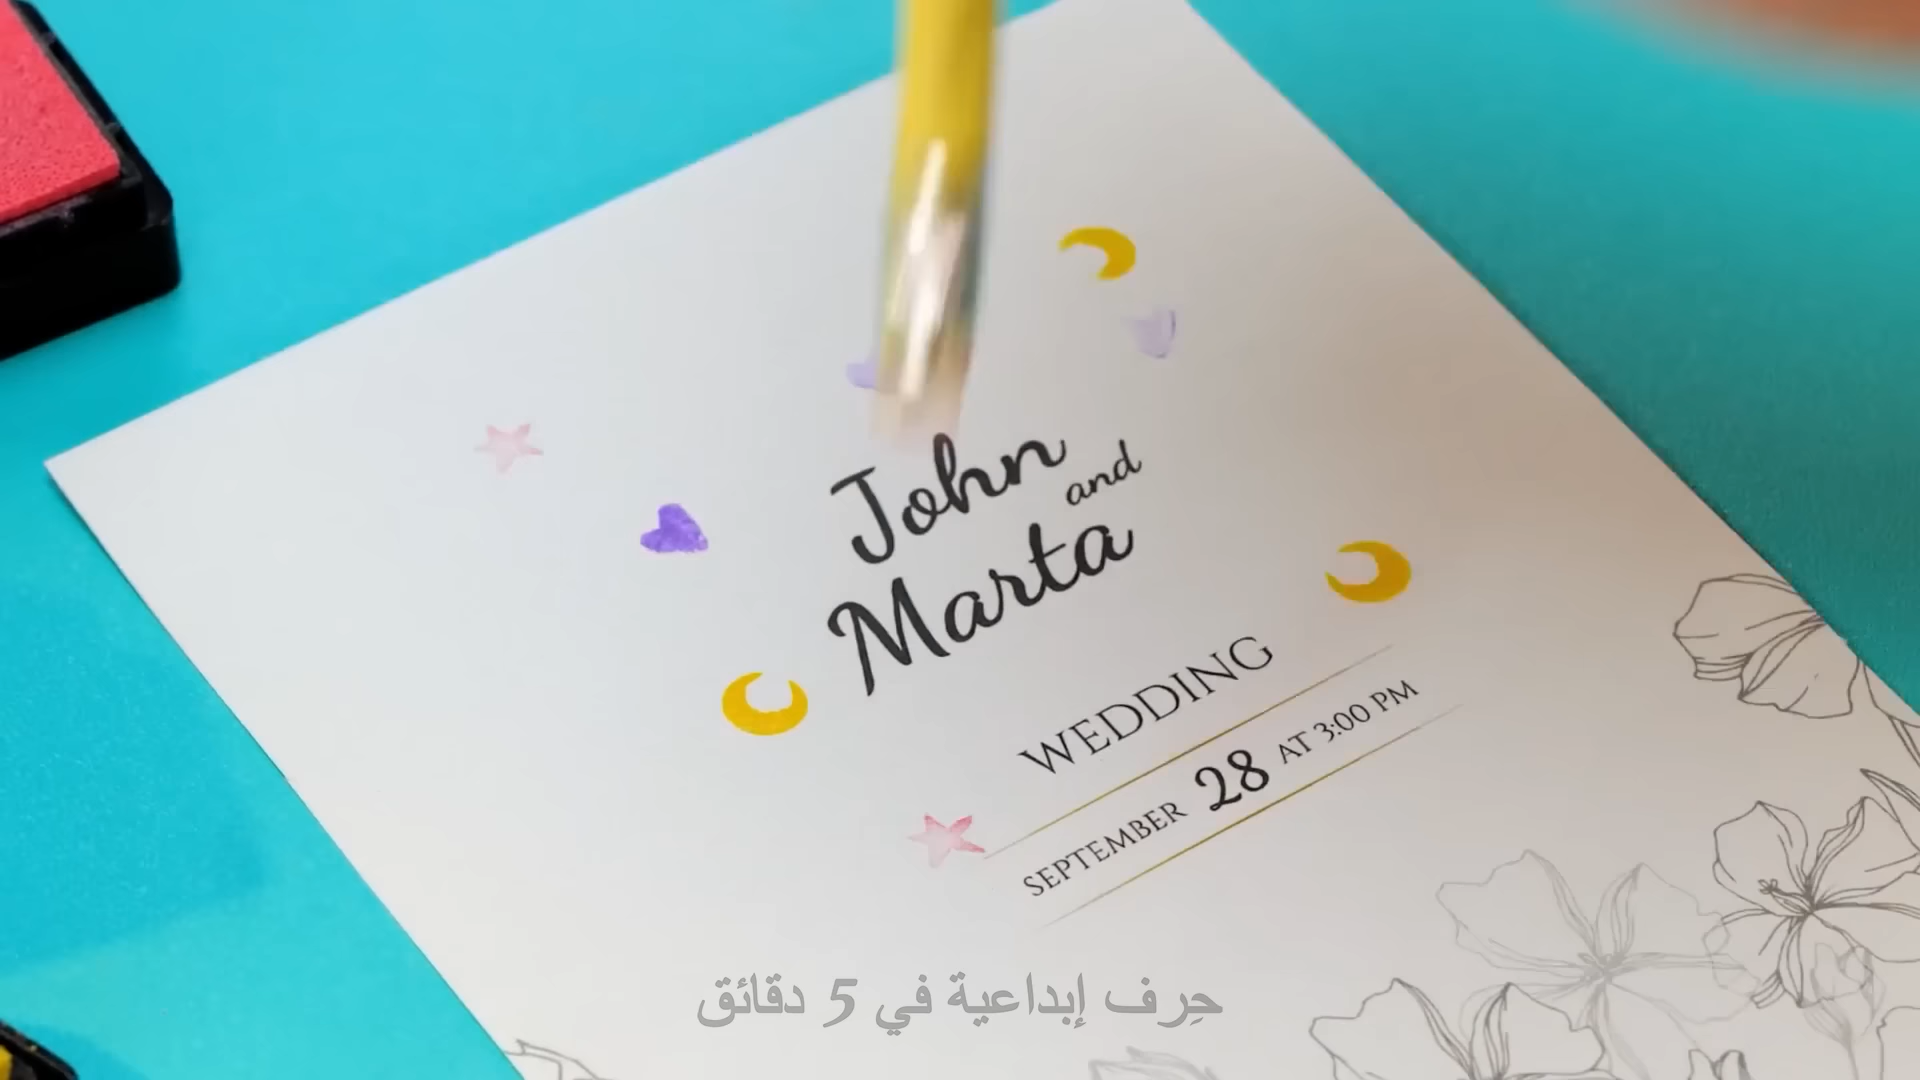 John
and
Marta
WEDDING
SEPTEMBER 28 AT 3:00 PM
حِرف إبداعية في 5 دقائق